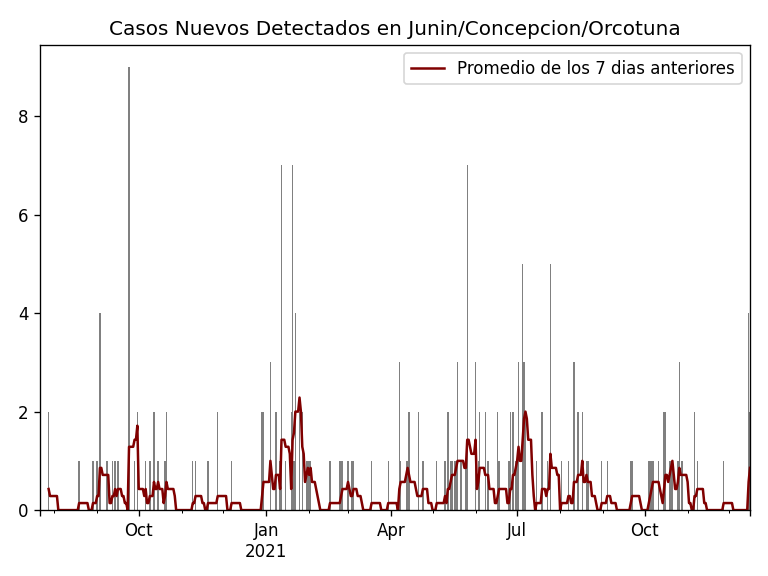 Casos Nuevos Detectados en Junin/Concepcion/Orcotuna
Promedio de los 7 dias anteriores
8
6
4
2
0
Oct Jan Apr Jul Oct
2021